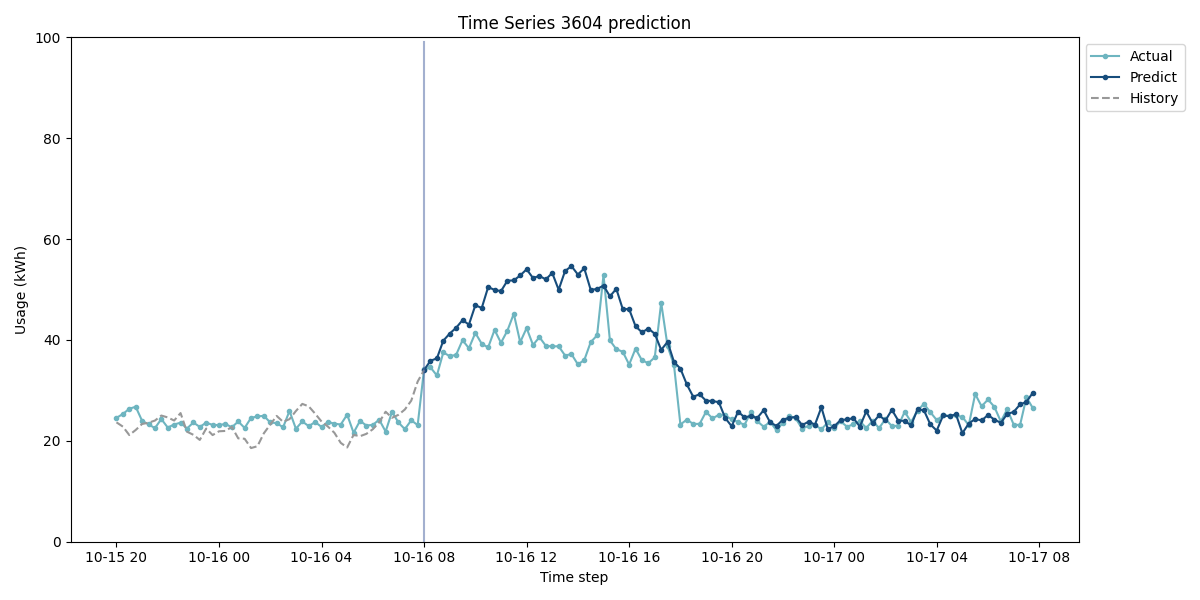 Time Series 3604 prediction
100
80
60
40
20
0
Usage (kWh)
10-15 20
10-16 00
10-16 04
10-16 08
10-16 12
10-16 16
10-16 20
10-17 00
10-17 04
10-17 08
Time step
Actual
Predict
History